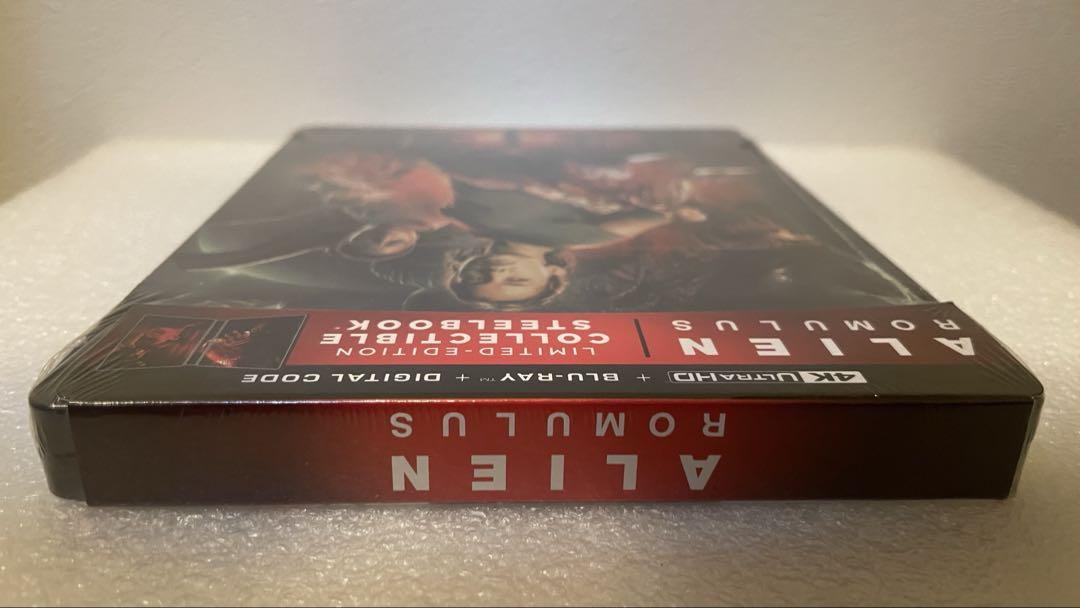 4K ULTRA HD + BLU-RAY™ + DIGITAL CODE
ALIEN
ROMULUS
LIMITED-EDITION
COLLECTIBLE
STEELBOOK
ALIEN
ROMULUS